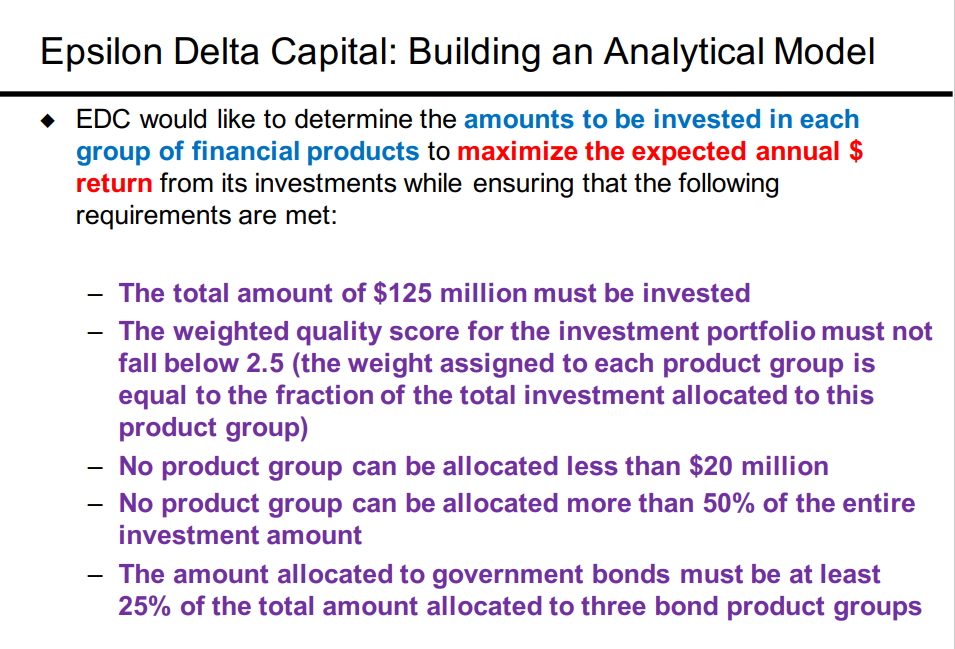 Epsilon Delta Capital: Building an Analytical Model
◆ EDC would like to determine the amounts to be invested in each
group of financial products to maximize the expected annual $
return from its investments while ensuring that the following
requirements are met:
– The total amount of $125 million must be invested
– The weighted quality score for the investment portfolio must not
fall below 2.5 (the weight assigned to each product group is
equal to the fraction of the total investment allocated to this
product group)
– No product group can be allocated less than $20 million
– No product group can be allocated more than 50% of the entire
investment amount
– The amount allocated to government bonds must be at least
25% of the total amount allocated to three bond product groups